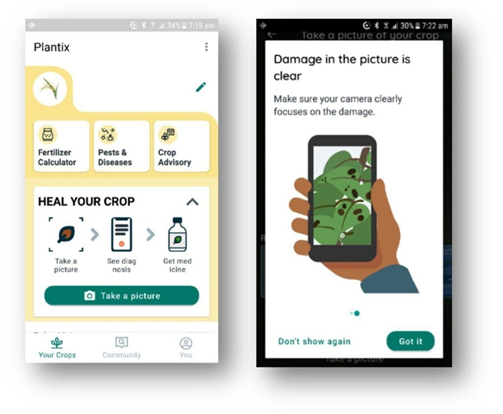 34% 7:19 am
Plantix
Fertilizer
Calculator
Pests &
Diseases
Crop
Advisory
HEAL YOUR CROP
Take a
picture
See diag
nosis
Get med
icine
Take a picture
Your Crops
Community
You
30% 7:22 am
Take a picture of your crop
Damage in the picture is
clear
Make sure your camera clearly
focuses on the damage.
Don't show again
Got it
Take a picture